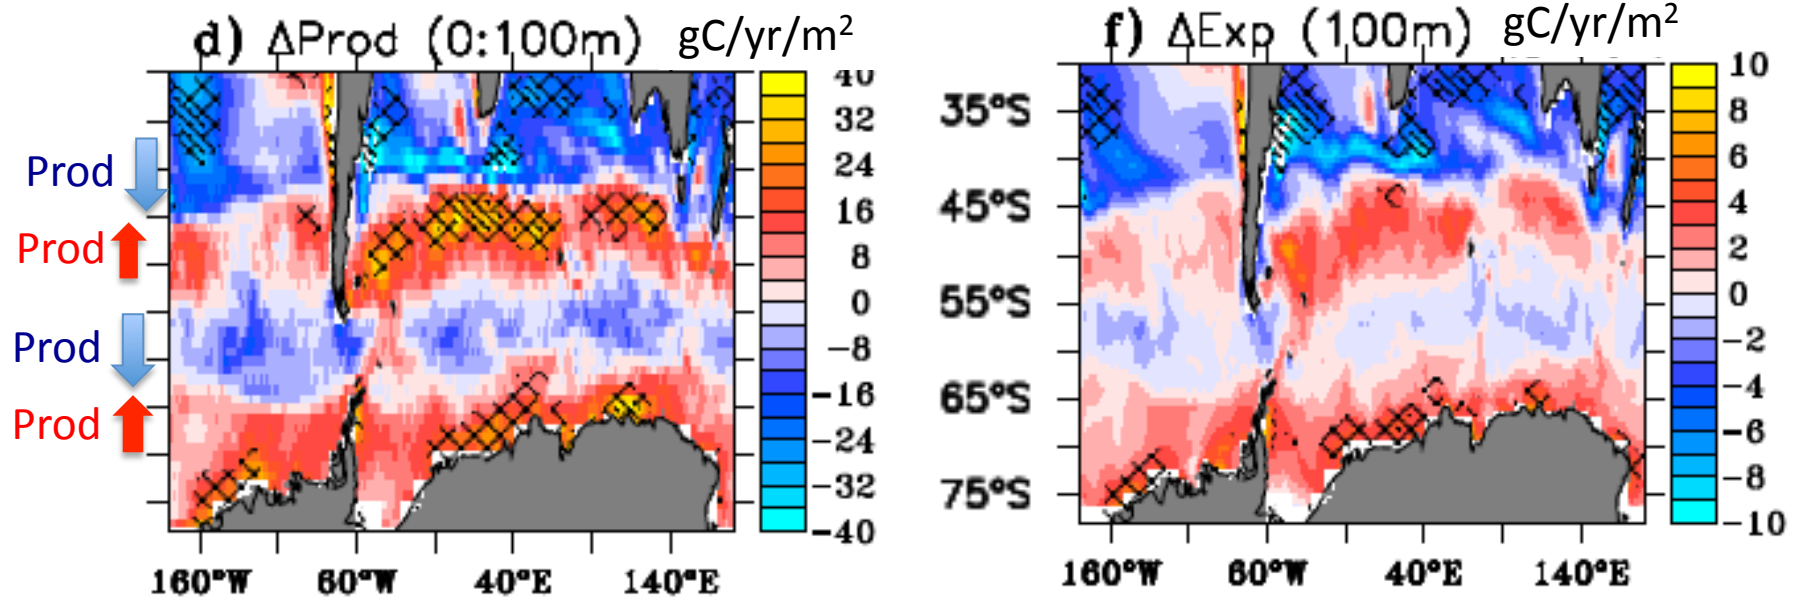 d) ΔProd (0:100m) gC/yr/m²
Prod
Prod
Prod
Prod
40
32
24
16
8
0
-8
-16
-24
-32
-40
160°W 60°W 40°E 140°E
f) ΔExp (100m) gC/yr/m²
35°S
45°S
55°S
65°S
75°S
10
8
6
4
2
0
-2
-4
-6
-8
-10
160°W 60°W 40°E 140°E